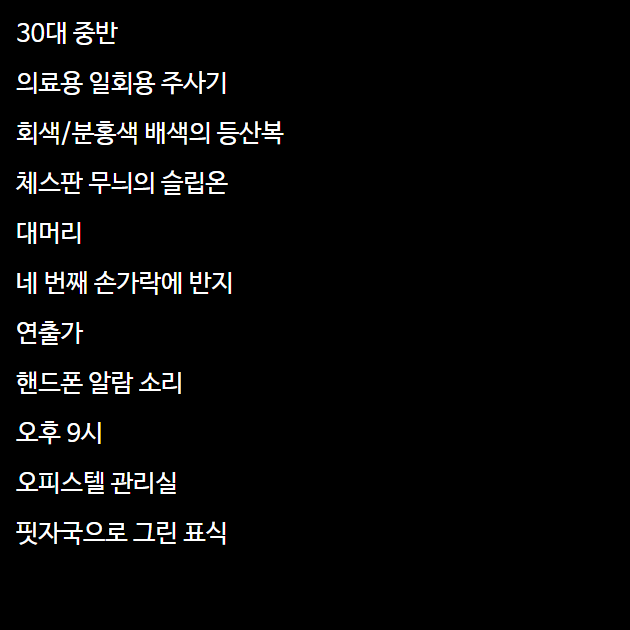 30대 중반
의료용 일회용 주사기
회색/분홍색 배색의 등산복
체스판 무늬의 슬립온
대머리
네 번째 손가락에 반지
연출가
핸드폰 알람 소리
오후 9시
오피스텔 관리실
핏자국으로 그린 표식